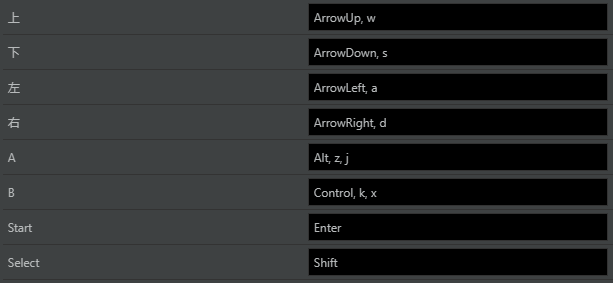 上 ArrowUp, w
下 ArrowDown, s
左 ArrowLeft, a
右 ArrowRight, d
A Alt, z, j
B Control, k, x
Start Enter
Select Shift